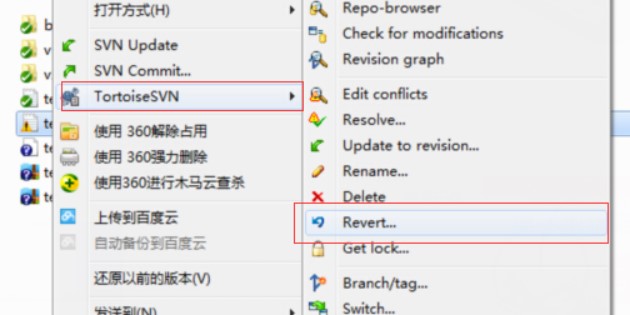 打开方式(H)
SVN Update
SVN Commit...
TortoiseSVN
使用 360解除占用
使用 360强力删除
使用360进行木马云查杀
上传到百度云
自动备份到百度云
还原以前的版本(V)
发送到(N)
Repo-browser
Check for modifications
Revision graph
Edit conflicts
Resolve...
Update to revision...
Rename...
Delete
Revert...
Get lock...
Branch/tag...
Switch...
b
v
v
te
te
te
te
te